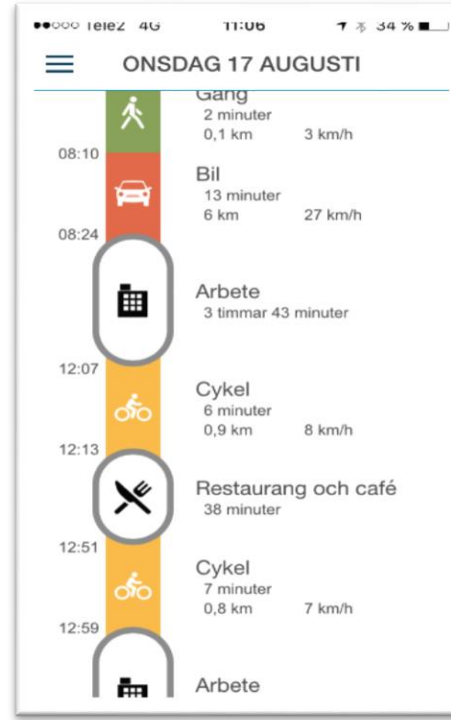 ●●○○○ Tele2 4G 11:06 34 %
ONSDAG 17 AUGUSTI
Gång
2 minuter
0,1 km 3 km/h
08:10
Bil
13 minuter
6 km 27 km/h
08:24
Arbete
3 timmar 43 minuter
12:07
Cykel
6 minuter
0,9 km 8 km/h
12:13
Restaurang och café
38 minuter
12:51
Cykel
7 minuter
0,8 km 7 km/h
12:59
Arbete